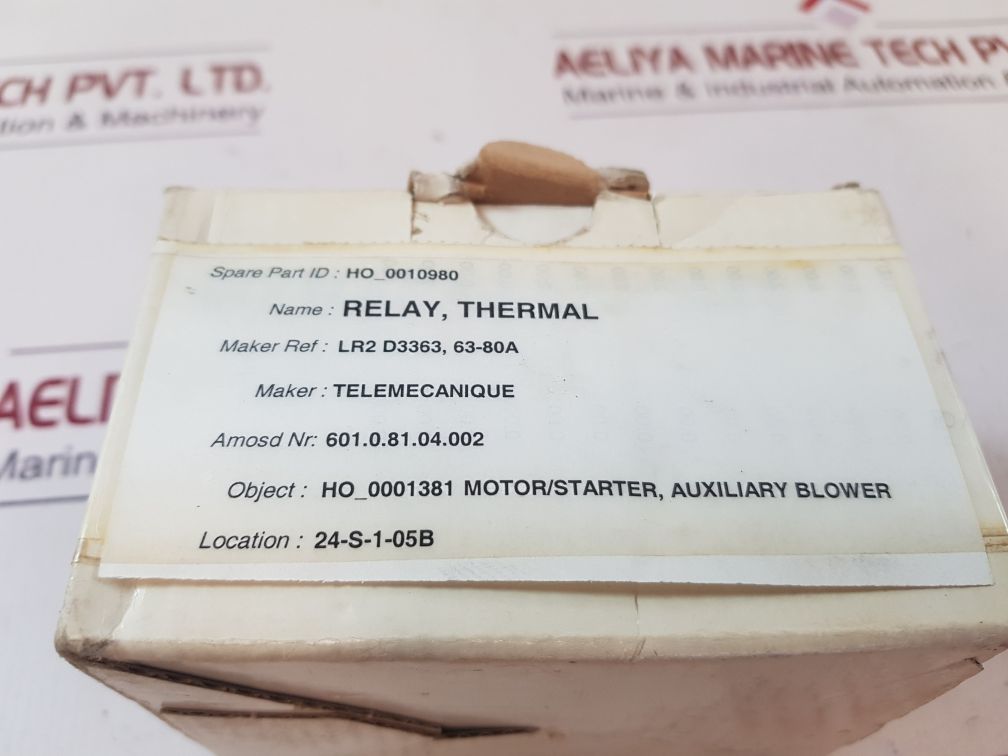 CH PVT. LTD.
tion & Machinery
AELIYA MARINE TECH
Marine & Industrial Automation
Spare Part ID : HO_0010980
Name : RELAY, THERMAL
Maker Ref : LR2 D3363, 63-80A
Maker : TELEMECANIQUE
Amosd Nr: 601.0.81.04.002
Object : HO_0001381 MOTOR/STARTER, AUXILIARY BLOWER
Location : 24-S-1-05B
AELI
Marin